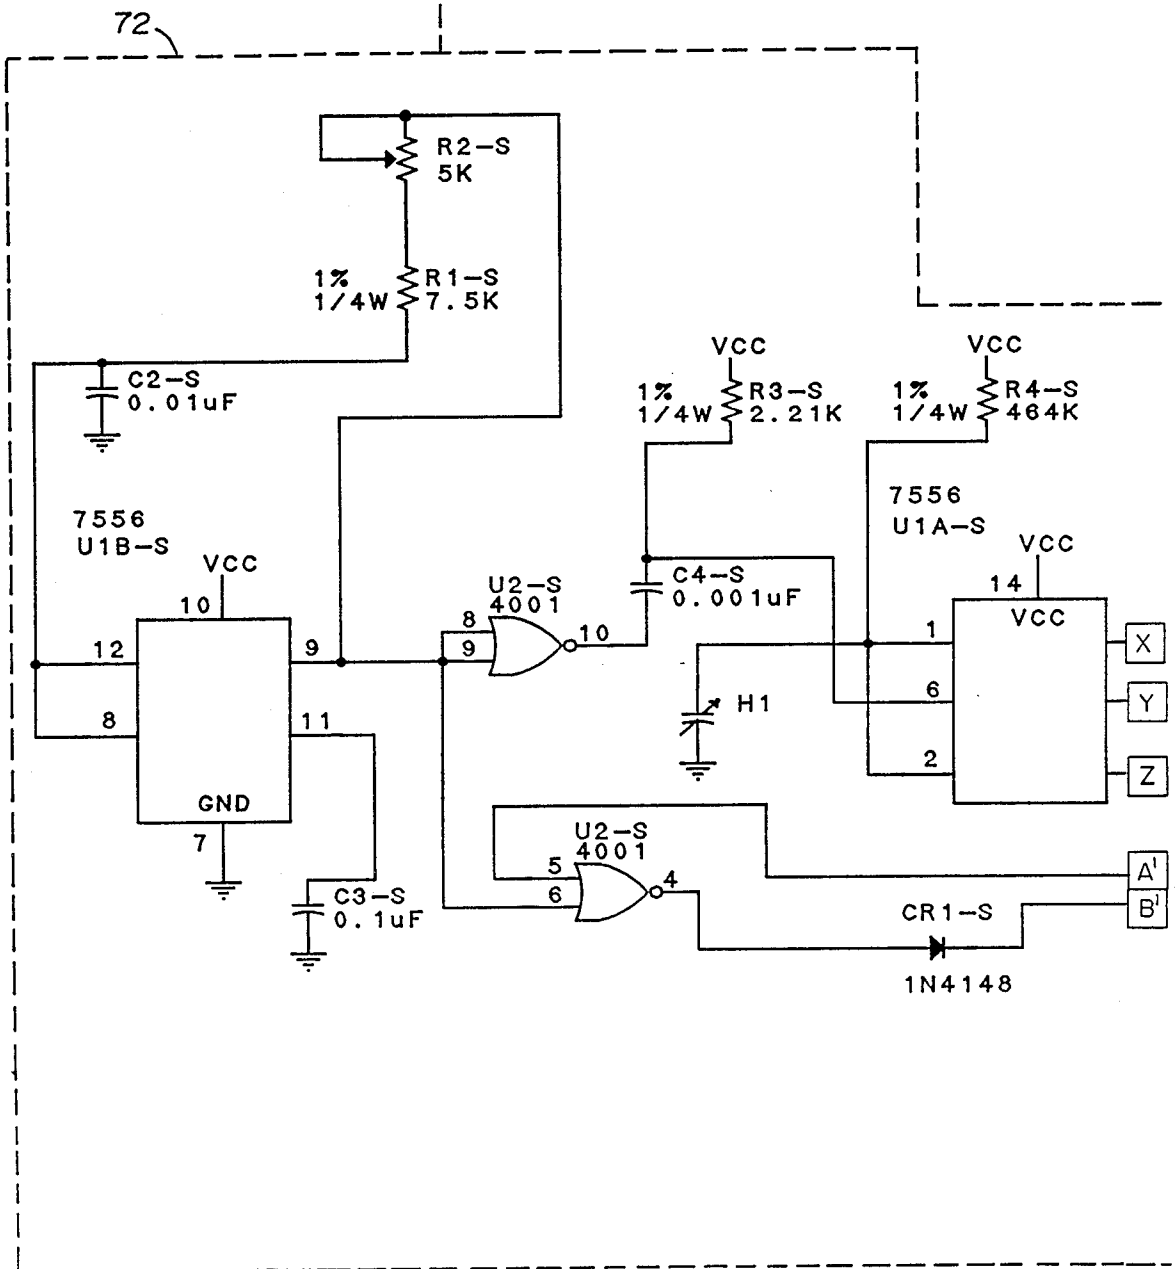 72
R2-S
5K
1% R1-S
1/4W 7.5K
C2-S
0.01uF
VCC
1% R3-S
1/4W 2.21K
VCC
1% R4-S
1/4W 464K
7556
U1B-S
VCC
10
12
8
9
11
GND
7
C3-S
0.1uF
U2-S
4001
8
9
10
C4-S
0.001uF
H1
7556
U1A-S
VCC
14
VCC
1
6
2
X
Y
Z
U2-S
4001
5
6
4
A'
B'
CR1-S
1N4148